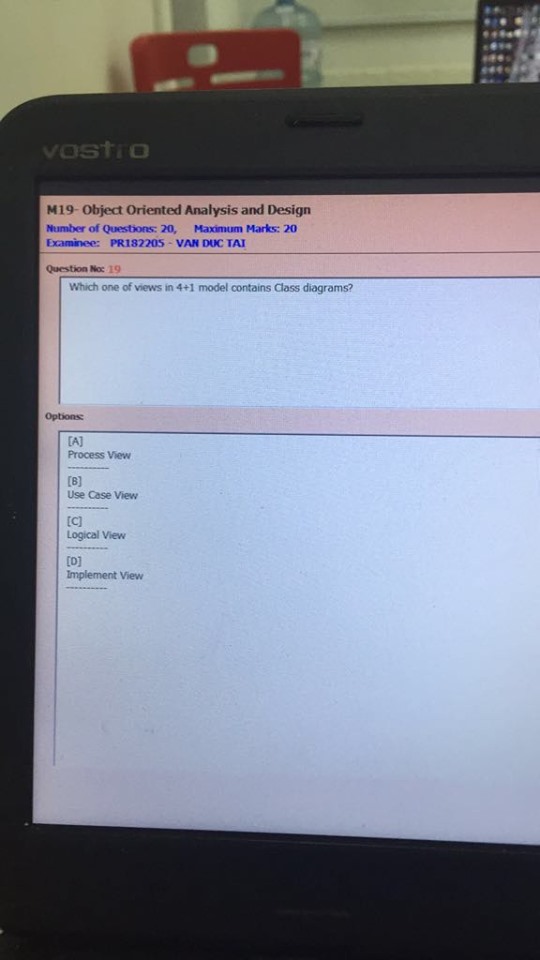 vostro
M19- Object Oriented Analysis and Design
Number of Questions: 20, Maximum Marks: 20
Examinee: PR182205 - VAN DUC TAI
Question No: 19
Which one of views in 4+1 model contains Class diagrams?
Options:
[A]
Process View
----------
[B]
Use Case View
----------
[C]
Logical View
----------
[D]
Implement View
----------